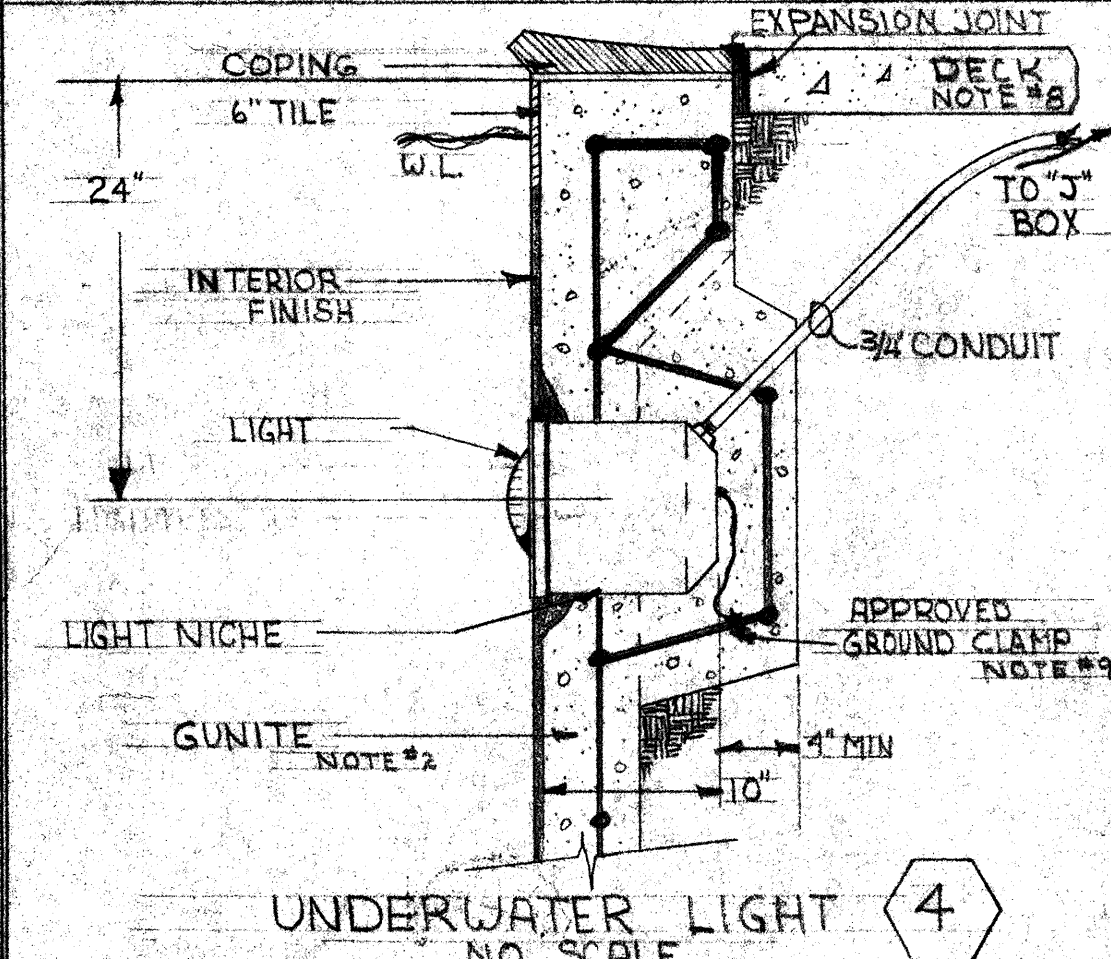 EXPANSION JOINT
COPING
DECK
NOTE #8
6" TILE
W.L.
24"
TO "J"
BOX
INTERIOR
FINISH
3/4" CONDUIT
LIGHT
APPROVED
GROUND CLAMP
NOTE #9
LIGHT NICHE
GUNITE
NOTE #2
4" MIN
10"
UNDERWATER LIGHT
4
NO SCALE